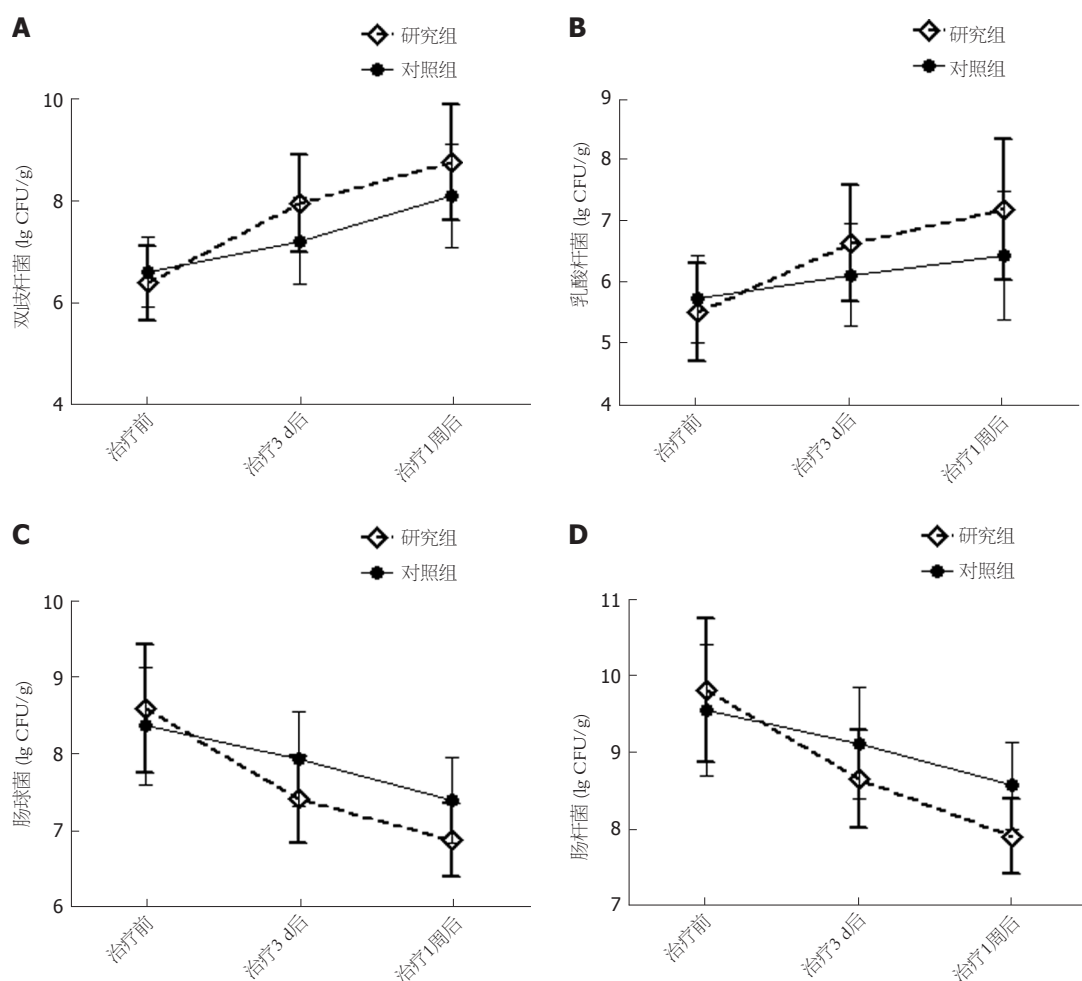 A
研究组
对照组
10
8
6
4
双歧杆菌 (lg CFU/g)
治疗前
治疗3 d后
治疗1周后
B
研究组
对照组
9
8
7
6
5
4
乳酸杆菌 (lg CFU/g)
治疗前
治疗3 d后
治疗1周后
C
研究组
对照组
10
9
8
7
6
肠球菌 (lg CFU/g)
治疗前
治疗3 d后
治疗1周后
D
研究组
对照组
11
10
9
8
7
肠杆菌 (lg CFU/g)
治疗前
治疗3 d后
治疗1周后